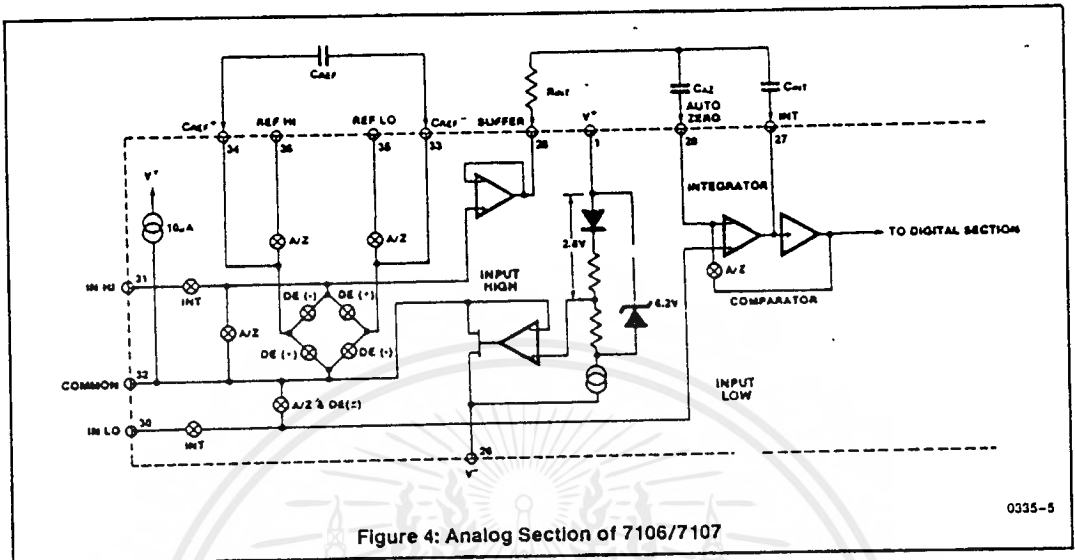 CREF
RINT
CAZ
CINT
CREF+
REF HI
REF LO
CREF-
BUFFER
V+
AUTO
ZERO
INT
34
36
35
33
28
1
29
27
V+
10µA
A/Z
A/Z
INTEGRATOR
TO DIGITAL SECTION
2.8V
A/Z
COMPARATOR
6.2V
IN HI
31
INT
INPUT
HIGH
DE (-)
DE (+)
A/Z
DE (+)
DE (-)
COMMON
32
A/Z & DE(±)
INPUT
LOW
IN LO
30
INT
26
V-
0335-5
Figure 4: Analog Section of 7106/7107